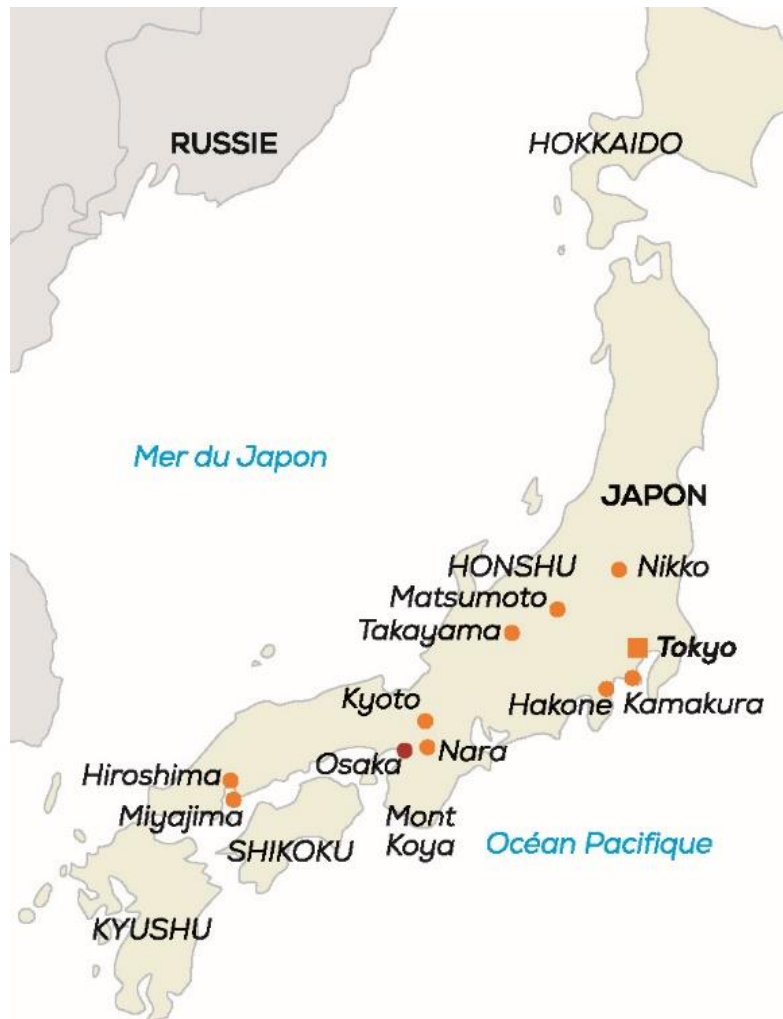 RUSSIE
HOKKAIDO
Mer du Japon
JAPON
HONSHU
Nikko
Matsumoto
Takayama
Tokyo
Hakone
Kamakura
Kyoto
Osaka
Nara
Hiroshima
Miyajima
Mont
Koya
SHIKOKU
Océan Pacifique
KYUSHU